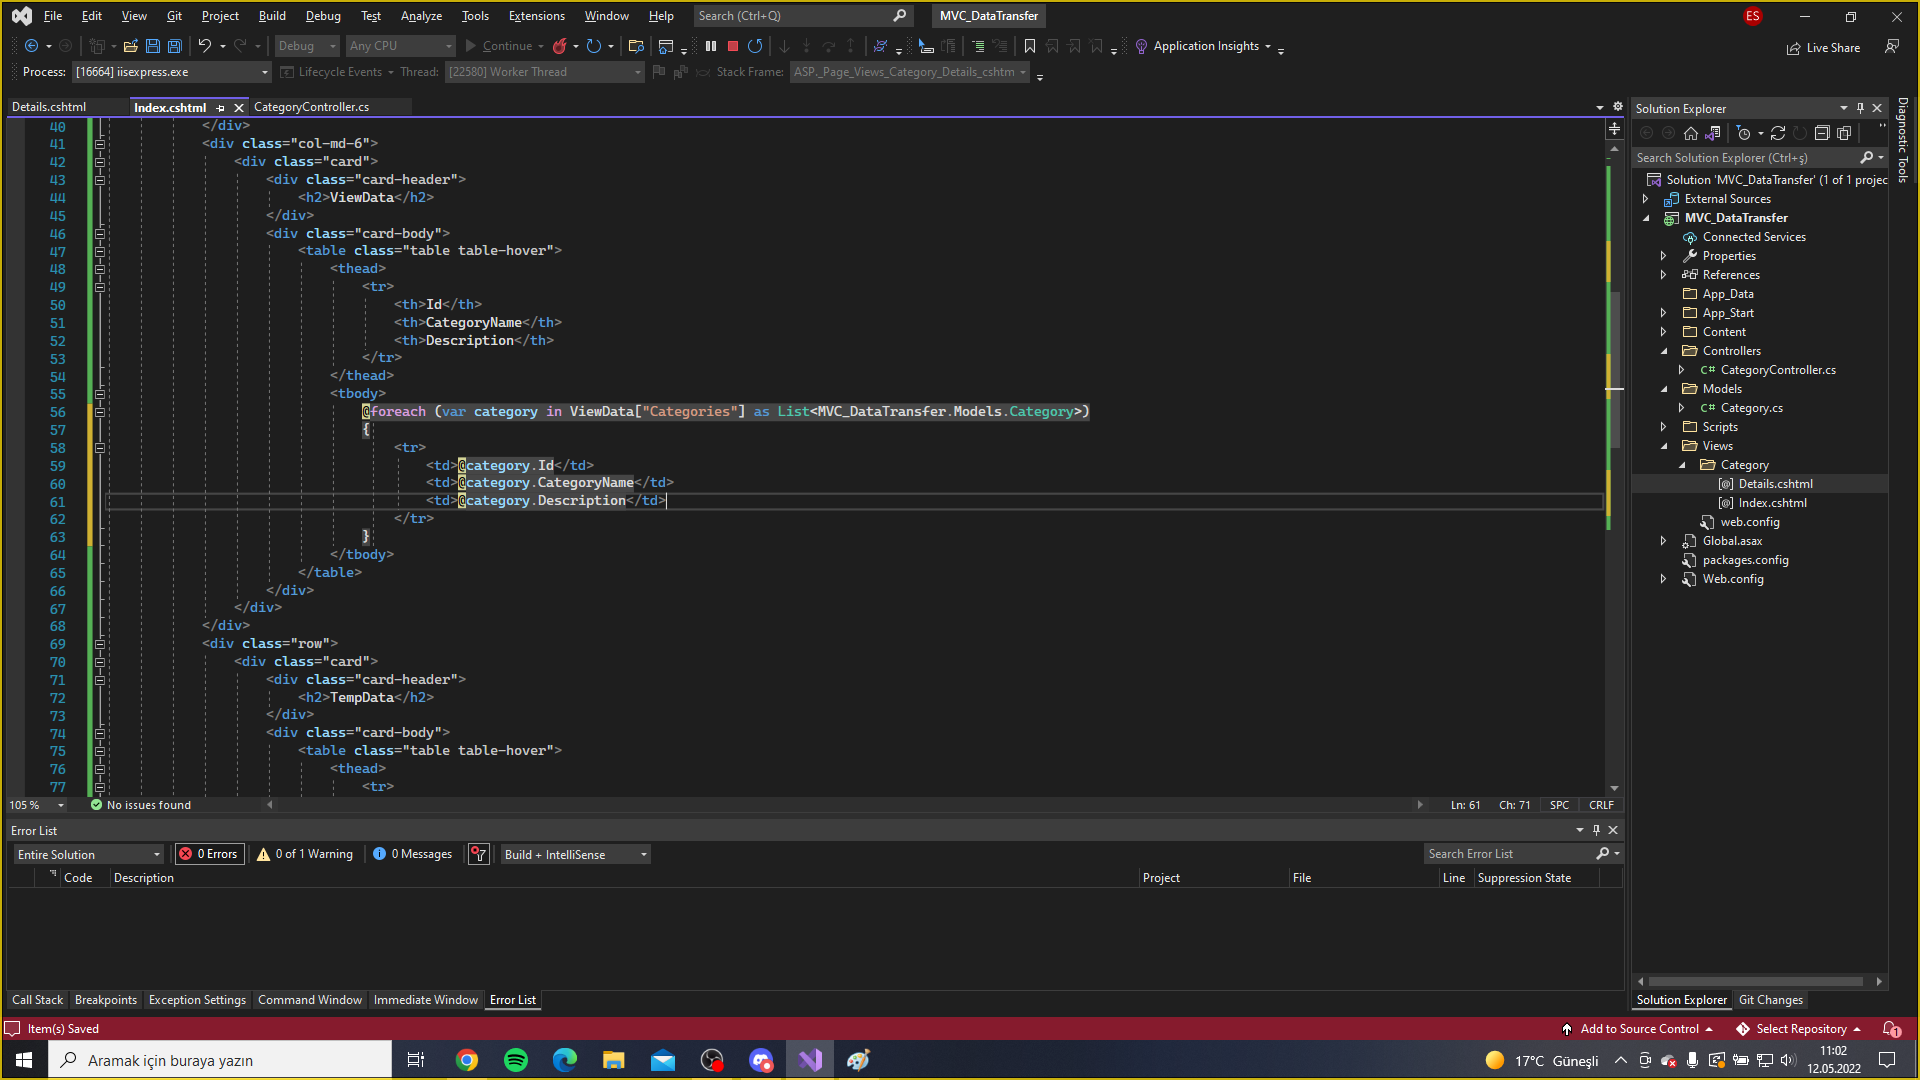 File Edit View Git Project Build Debug Test Analyze Tools Extensions Window Help Search (Ctrl+Q) MVC_DataTransfer ES
Debug Any CPU Continue Application Insights Live Share
Process: [16664] iisexpress.exe Lifecycle Events Thread: [22580] Worker Thread Stack Frame: ASP._Page_Views_Category_Details_cshtm
Details.cshtml Index.cshtml CategoryController.cs
40 </div>
41 <div class="col-md-6">
42 <div class="card">
43 <div class="card-header">
44 <h2>ViewData</h2>
45 </div>
46 <div class="card-body">
47 <table class="table table-hover">
48 <thead>
49 <tr>
50 <th>Id</th>
51 <th>CategoryName</th>
52 <th>Description</th>
53 </tr>
54 </thead>
55 <tbody>
56 @foreach (var category in ViewData["Categories"] as List<MVC_DataTransfer.Models.Category>)
57 {
58 <tr>
59 <td>@category.Id</td>
60 <td>@category.CategoryName</td>
61 <td>@category.Description</td>
62 </tr>
63 }
64 </tbody>
65 </table>
66 </div>
67 </div>
68 </div>
69 <div class="row">
70 <div class="card">
71 <div class="card-header">
72 <h2>TempData</h2>
73 </div>
74 <div class="card-body">
75 <table class="table table-hover">
76 <thead>
77 <tr>
105 % No issues found Ln: 61 Ch: 71 SPC CRLF
Error List
Entire Solution 0 Errors 0 of 1 Warning 0 Messages Build + IntelliSense Search Error List
Code Description Project File Line Suppression State
Call Stack Breakpoints Exception Settings Command Window Immediate Window Error List
Solution Explorer
Search Solution Explorer (Ctrl+ş)
Solution 'MVC_DataTransfer' (1 of 1 projec
External Sources
MVC_DataTransfer
Connected Services
Properties
References
App_Data
App_Start
Content
Controllers
C# CategoryController.cs
Models
C# Category.cs
Scripts
Views
Category
Details.cshtml
Index.cshtml
web.config
Global.asax
packages.config
Web.config
Solution Explorer Git Changes
Diagnostic Tools
Item(s) Saved Add to Source Control Select Repository 1
Aramak için buraya yazın 17°C Güneşli 11:02
12.05.2022